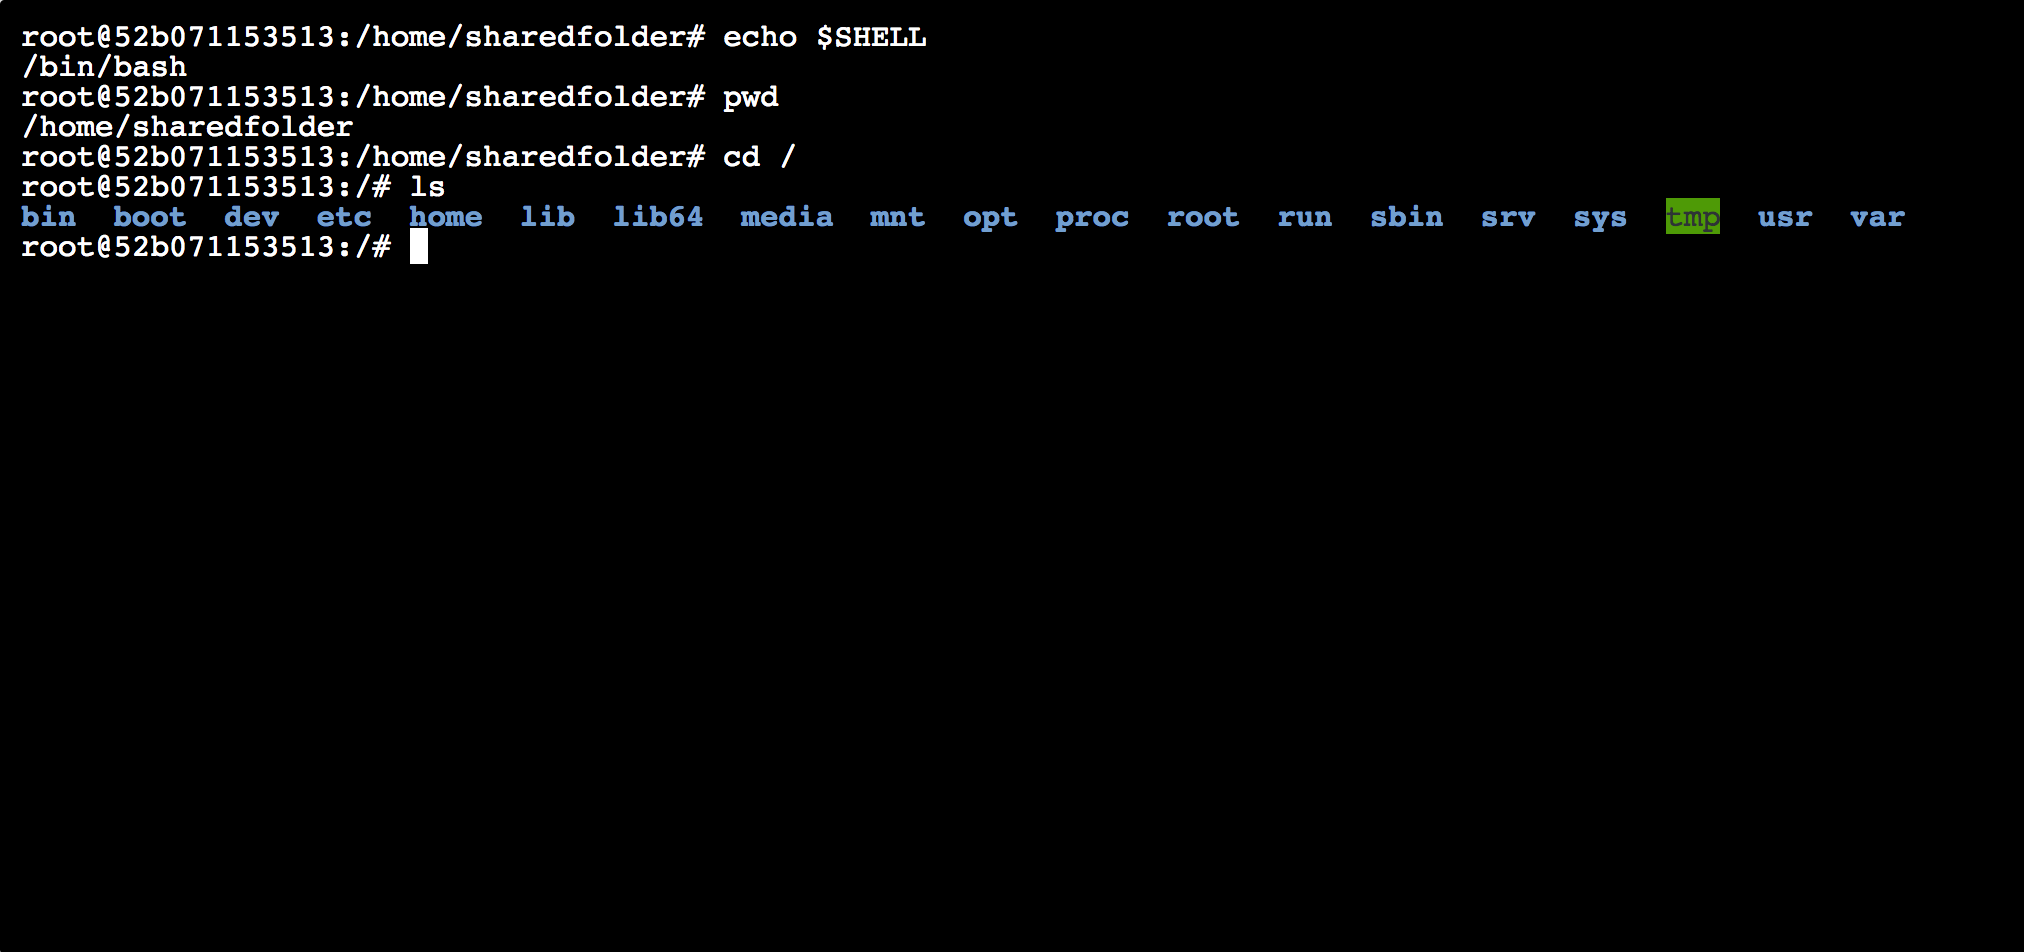 root@52b071153513:/home/sharedfolder# echo $SHELL
/bin/bash
root@52b071153513:/home/sharedfolder# pwd
/home/sharedfolder
root@52b071153513:/home/sharedfolder# cd /
root@52b071153513:/# ls
bin  boot  dev  etc  home  lib  lib64  media  mnt  opt  proc  root  run  sbin  srv  sys  tmp  usr  var
root@52b071153513:/#